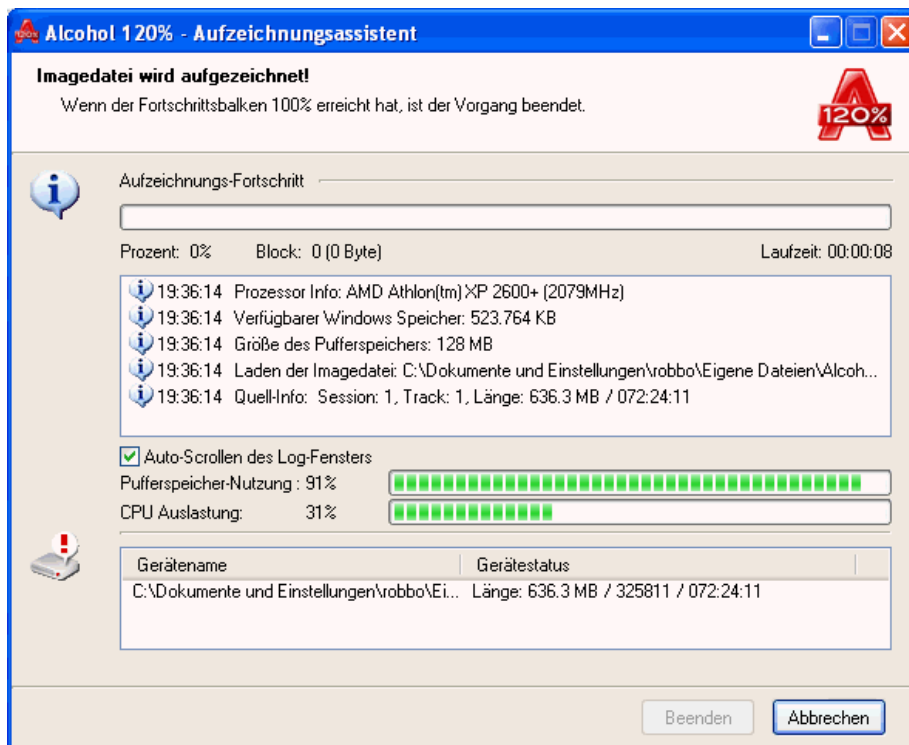 Alcohol 120% - Aufzeichnungsassistent
Imagedatei wird aufgezeichnet!
Wenn der Fortschrittsbalken 100% erreicht hat, ist der Vorgang beendet.
120%
Aufzeichnungs-Fortschritt
Prozent: 0% Block: 0 (0 Byte) Laufzeit: 00:00:08
19:36:14 Prozessor Info: AMD Athlon(tm) XP 2600+ (2079MHz)
19:36:14 Verfügbarer Windows Speicher: 523.764 KB
19:36:14 Größe des Pufferspeichers: 128 MB
19:36:14 Laden der Imagedatei: C:\Dokumente und Einstellungen\robbo\Eigene Dateien\Alcoh...
19:36:14 Quell-Info: Session: 1, Track: 1, Länge: 636.3 MB / 072:24:11
Auto-Scrollen des Log-Fensters
Pufferspeicher-Nutzung : 91%
CPU Auslastung: 31%
Gerätename Gerätestatus
C:\Dokumente und Einstellungen\robbo\Ei... Länge: 636.3 MB / 325811 / 072:24:11
Beenden Abbrechen